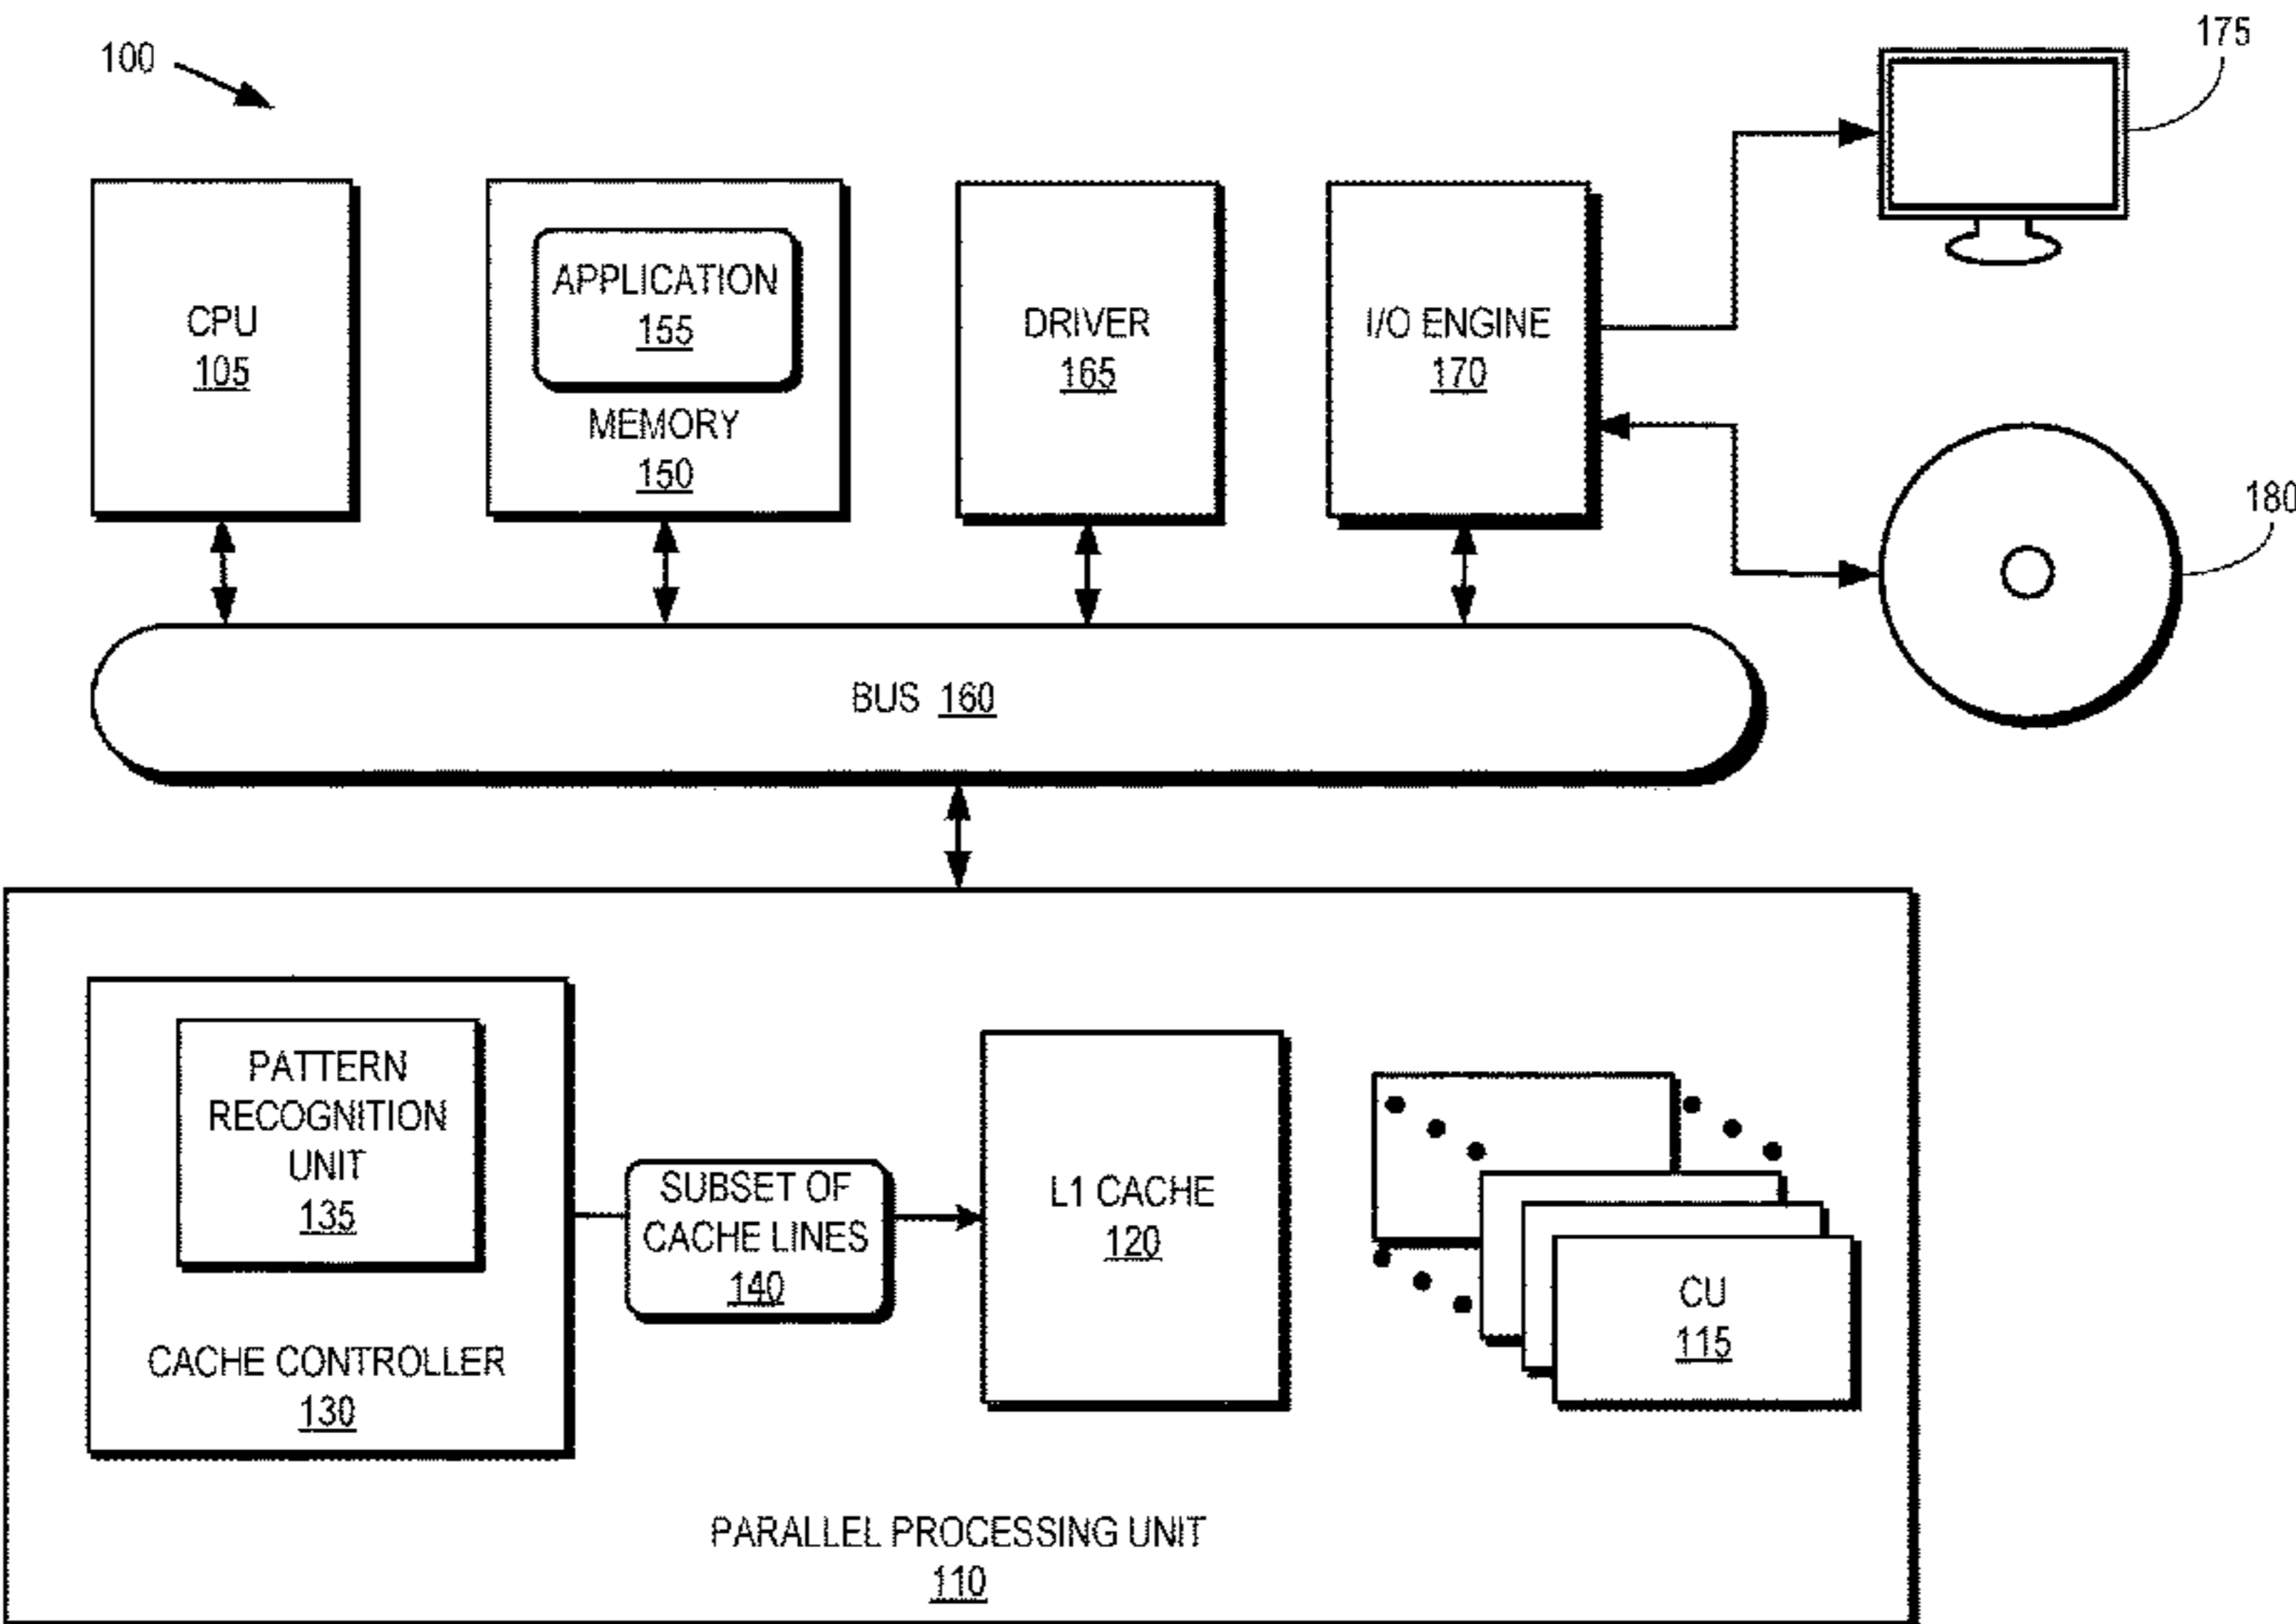 100
175
CPU
105
APPLICATION
155
MEMORY
150
DRIVER
165
I/O ENGINE
170
180
BUS 160
PATTERN
RECOGNITION
UNIT
135
CACHE CONTROLLER
130
SUBSET OF
CACHE LINES
140
L1 CACHE
120
CU
115
PARALLEL PROCESSING UNIT
110